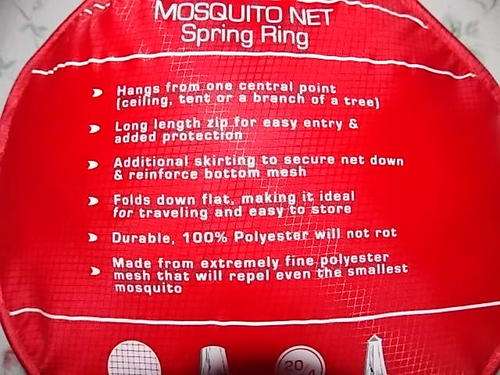 MOSQUITO NET
Spring Ring
Hangs from one central point
(ceiling, tent or a branch of a tree)
Long length zip for easy entry &
added protection
Additional skirting to secure net down
& reinforce bottom mesh
Folds down flat, making it ideal
for traveling and easy to store
Durable, 100% Polyester will not rot
Made from extremely fine polyester
mesh that will repel even the smallest
mosquito